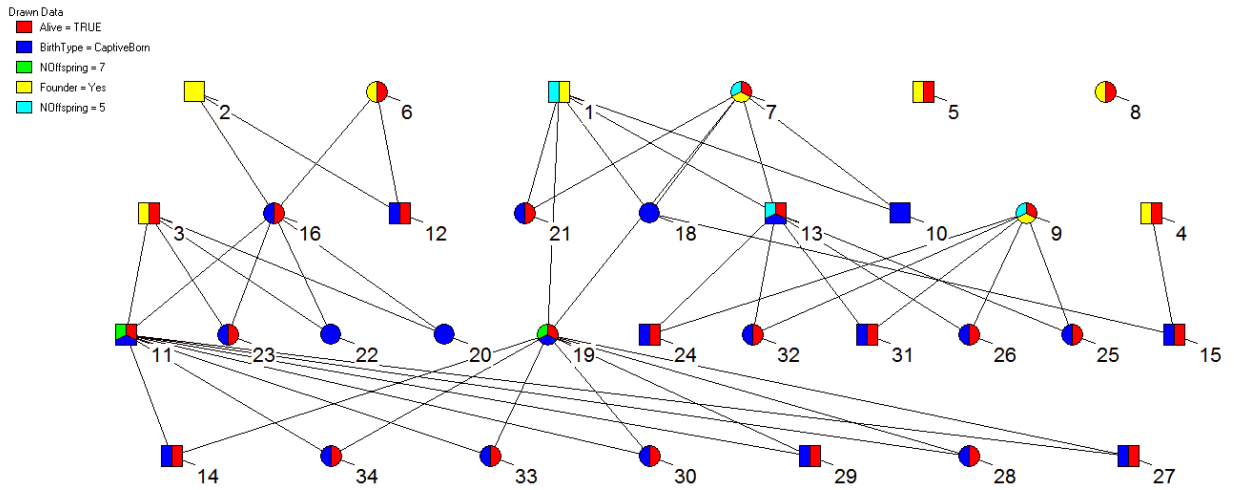 Drawn Data
Alive = TRUE
BirthType = CaptiveBorn
NOffspring = 7
Founder = Yes
NOffspring = 5
2 6 1 7 5 8
3 16 12 21 18 13 10 9 4
11 23 22 20 19 24 32 31 26 25 15
14 34 33 30 29 28 27